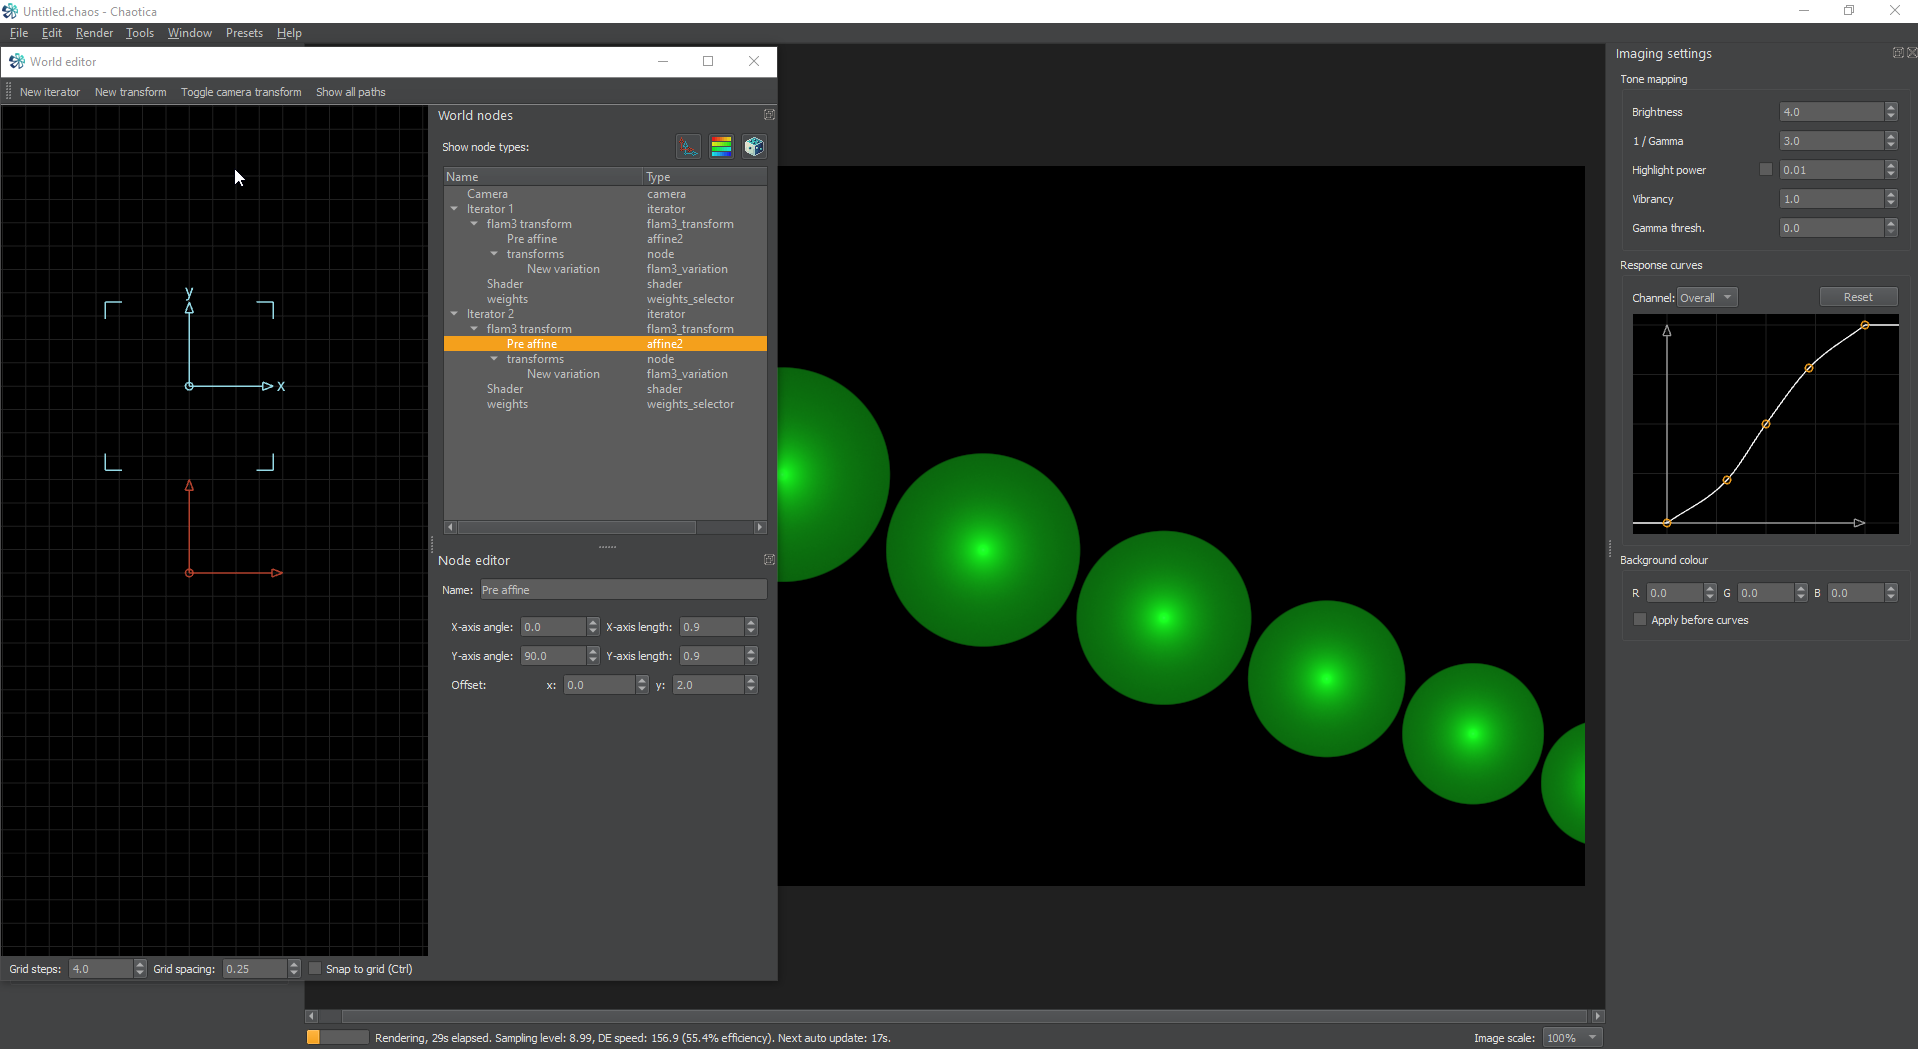 Untitled.chaos - Chaotica
File Edit Render Tools Window Presets Help
World editor
New iterator New transform Toggle camera transform Show all paths
y
x
World nodes
Show node types:
Name Type
Camera camera
Iterator 1 iterator
flam3 transform flam3_transform
Pre affine affine2
transforms node
New variation flam3_variation
Shader shader
weights weights_selector
Iterator 2 iterator
flam3 transform flam3_transform
Pre affine affine2
transforms node
New variation flam3_variation
Shader shader
weights weights_selector
Node editor
Name: Pre affine
X-axis angle: 0.0 X-axis length: 0.9
Y-axis angle: 90.0 Y-axis length: 0.9
Offset: x: 0.0 y: 2.0
Grid steps: 4.0 Grid spacing: 0.25 Snap to grid (Ctrl)
Imaging settings
Tone mapping
Brightness 4.0
1 / Gamma 3.0
Highlight power 0.01
Vibrancy 1.0
Gamma thresh. 0.0
Response curves
Channel: Overall Reset
Background colour
R 0.0 G 0.0 B 0.0
Apply before curves
Rendering, 29s elapsed. Sampling level: 8.99, DE speed: 156.9 (55.4% efficiency). Next auto update: 17s.
Image scale: 100%